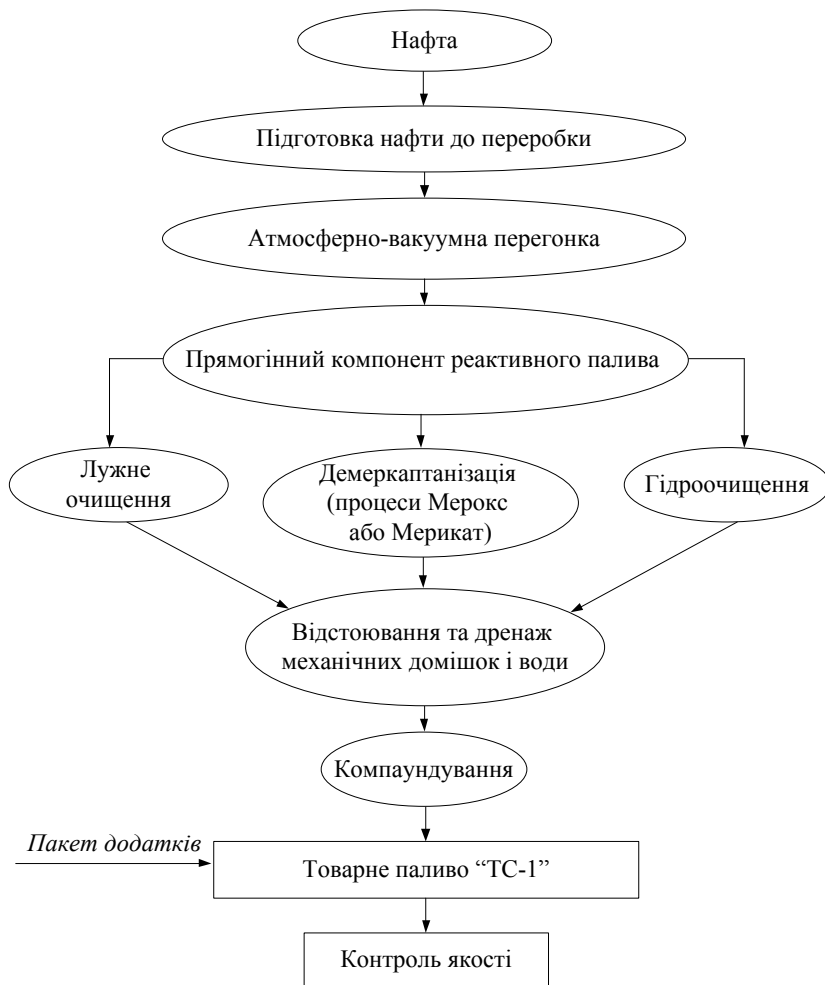 Нафта
Підготовка нафти до переробки
Атмосферно-вакуумна перегонка
Прямогінний компонент реактивного палива
Лужне
очищення
Демеркаптанізація
(процеси Мерокс
або Мерикат)
Гідроочищення
Відстоювання та дренаж
механічних домішок і води
Компаундування
Пакет додатків
Товарне паливо “ТС-1”
Контроль якості